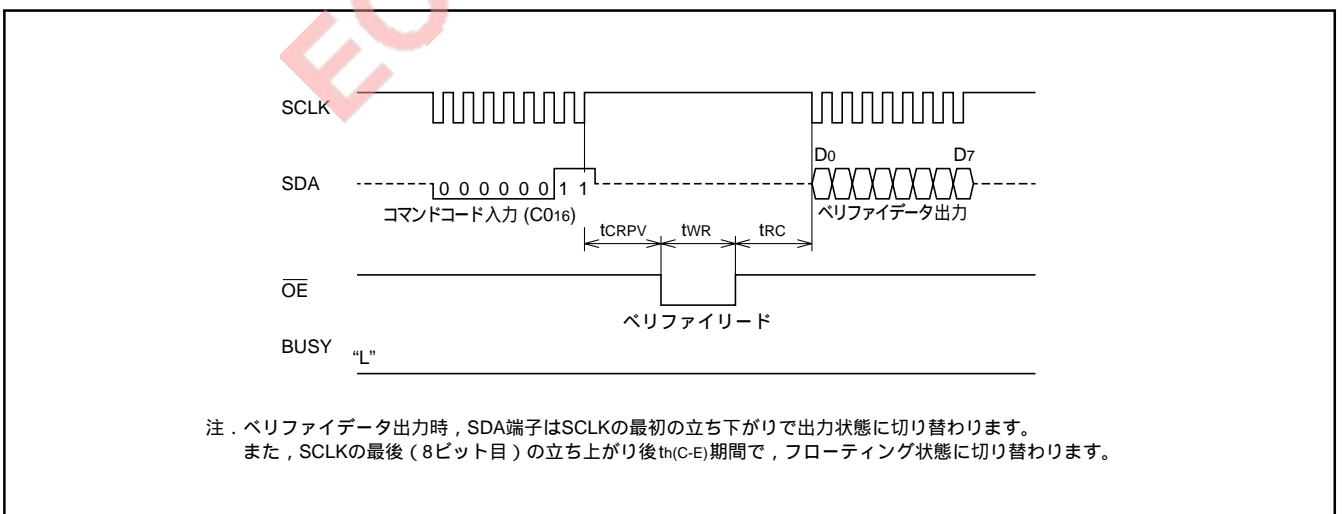 SCLK
D0 D7
SDA
0 0 0 0 0 0 1 1
コマンドコード入力 (C016)
ベリファイデータ出力
tCRPV tWR tRC
OE
ベリファイリード
BUSY “L”
注．ベリファイデータ出力時，SDA端子はSCLKの最初の立ち下がりで出力状態に切り替わります。
また，SCLKの最後（8ビット目）の立ち上がり後th(C-E)期間で，フローティング状態に切り替わります。